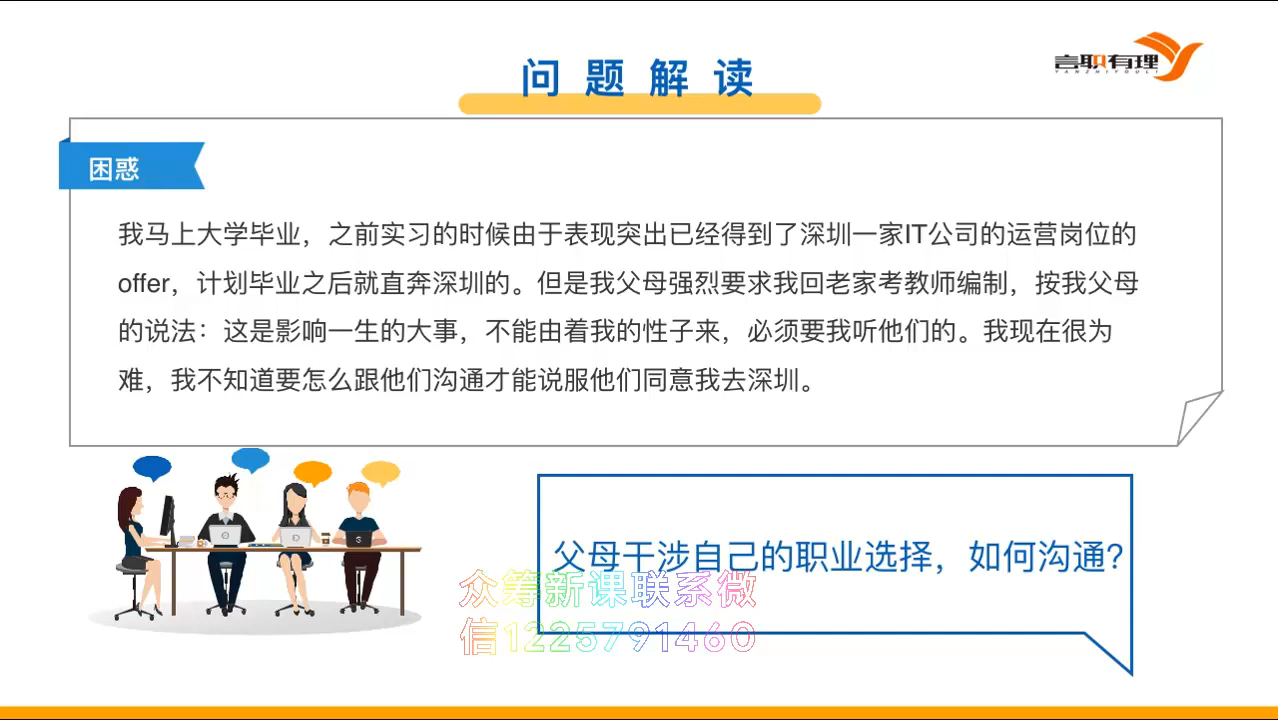 问题解读
言职有理
YANZHIYOULI
困惑
我马上大学毕业，之前实习的时候由于表现突出已经得到了深圳一家IT公司的运营岗位的
offer，计划毕业之后就直奔深圳的。但是我父母强烈要求我回老家考教师编制，按我父母
的说法：这是影响一生的大事，不能由着我的性子来，必须要我听他们的。我现在很为
难，我不知道要怎么跟他们沟通才能说服他们同意我去深圳。
父母干涉自己的职业选择，如何沟通？
众筹新课联系微
信1225791460